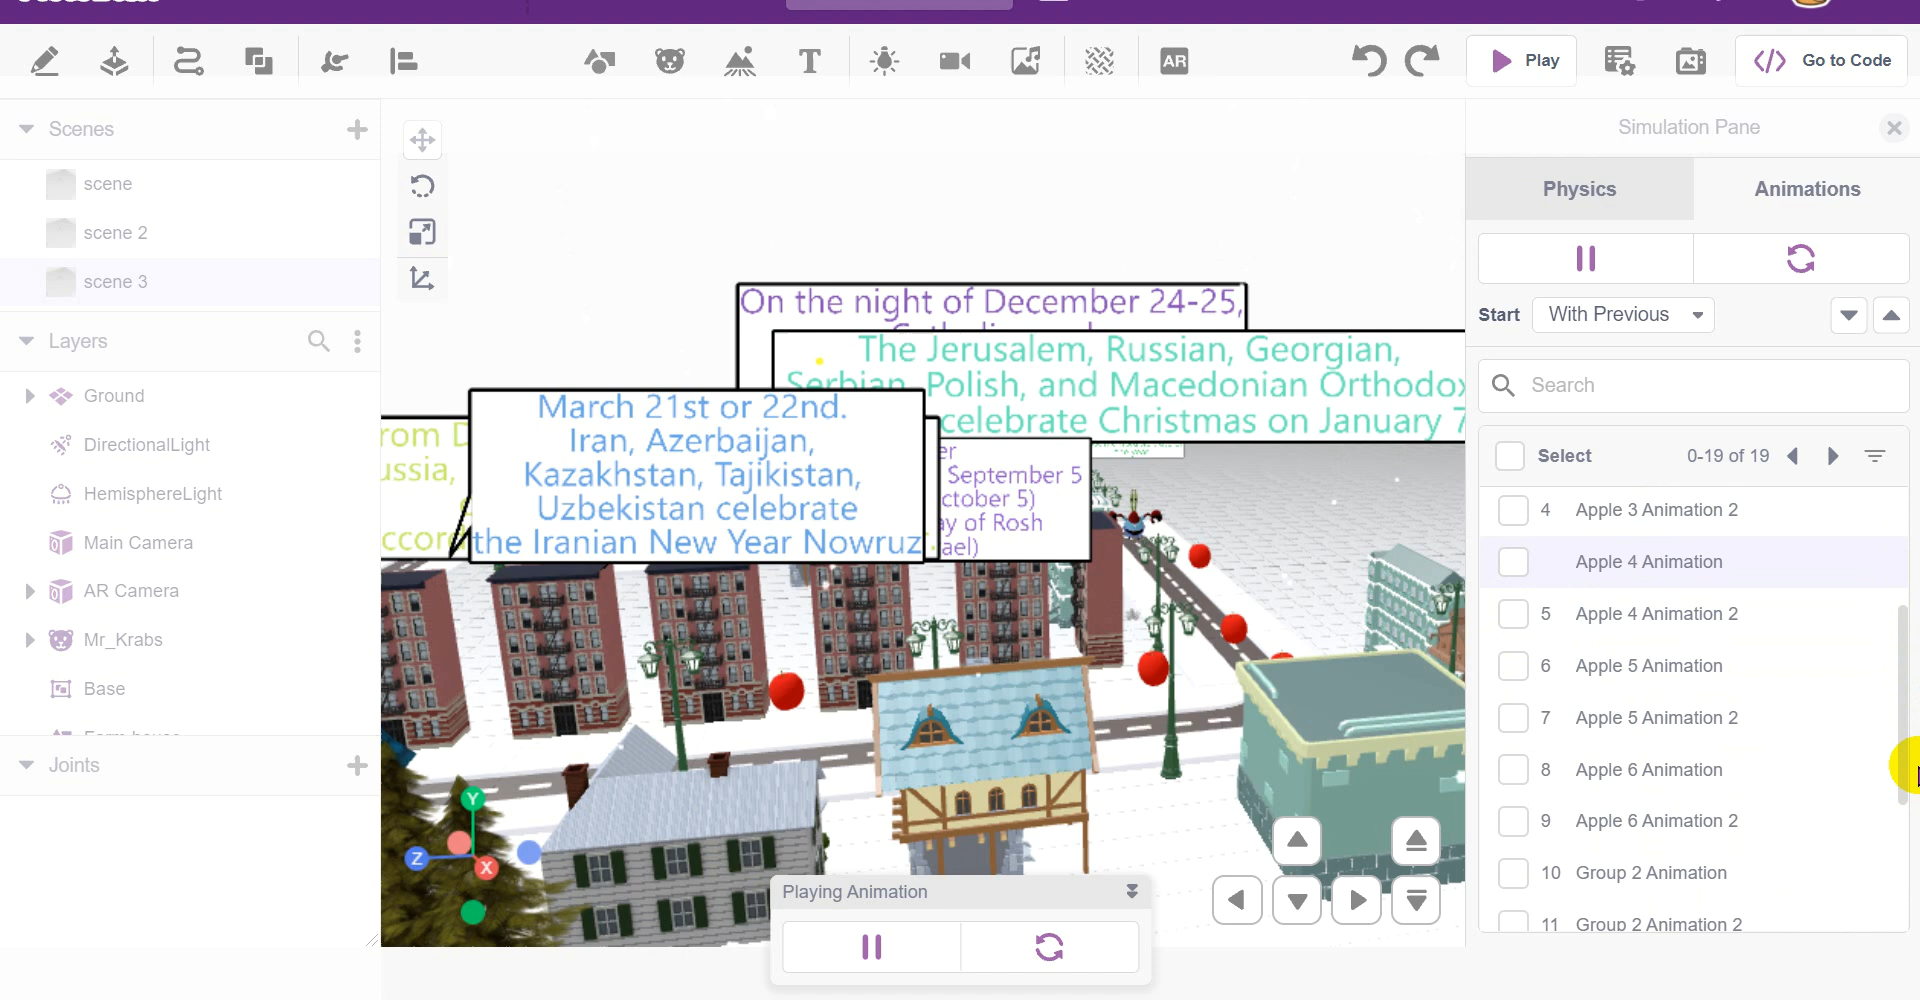 Play
Go to Code
AR
Scenes
scene
scene 2
scene 3
Layers
Ground
DirectionalLight
HemisphereLight
Main Camera
AR Camera
Mr_Krabs
Base
Joints
On the night of December 24-25,
The Jerusalem, Russian, Georgian,
Serbian, Polish, and Macedonian Orthodox
celebrate Christmas on January 7
March 21st or 22nd.
Iran, Azerbaijan,
Kazakhstan, Tajikistan,
Uzbekistan celebrate
the Iranian New Year Nowruz
September 5
of Rosh
Y
Z
X
Playing Animation
Simulation Pane
Physics
Animations
Start
With Previous
Search
Select
0-19 of 19
4 Apple 3 Animation 2
Apple 4 Animation
5 Apple 4 Animation 2
6 Apple 5 Animation
7 Apple 5 Animation 2
8 Apple 6 Animation
9 Apple 6 Animation 2
10 Group 2 Animation
11 Group 2 Animation 2